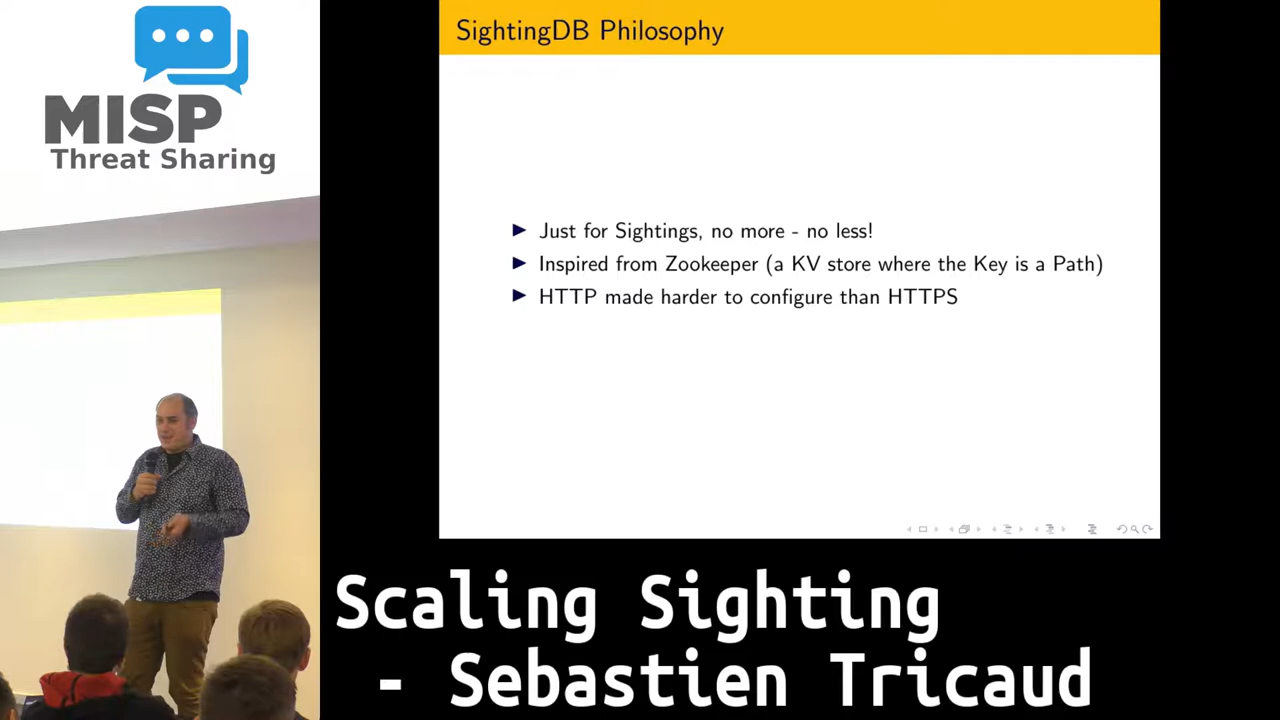 MISP
Threat Sharing
SightingDB Philosophy
Just for Sightings, no more - no less!
Inspired from Zookeeper (a KV store where the Key is a Path)
HTTP made harder to configure than HTTPS
Scaling Sighting
- Sebastien Tricaud